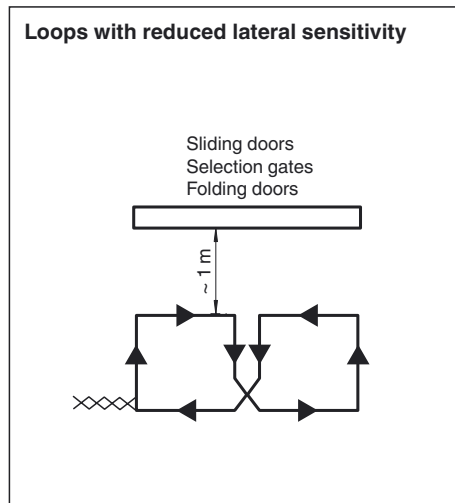 Loops with reduced lateral sensitivity
Sliding doors
Selection gates
Folding doors
~ 1 m